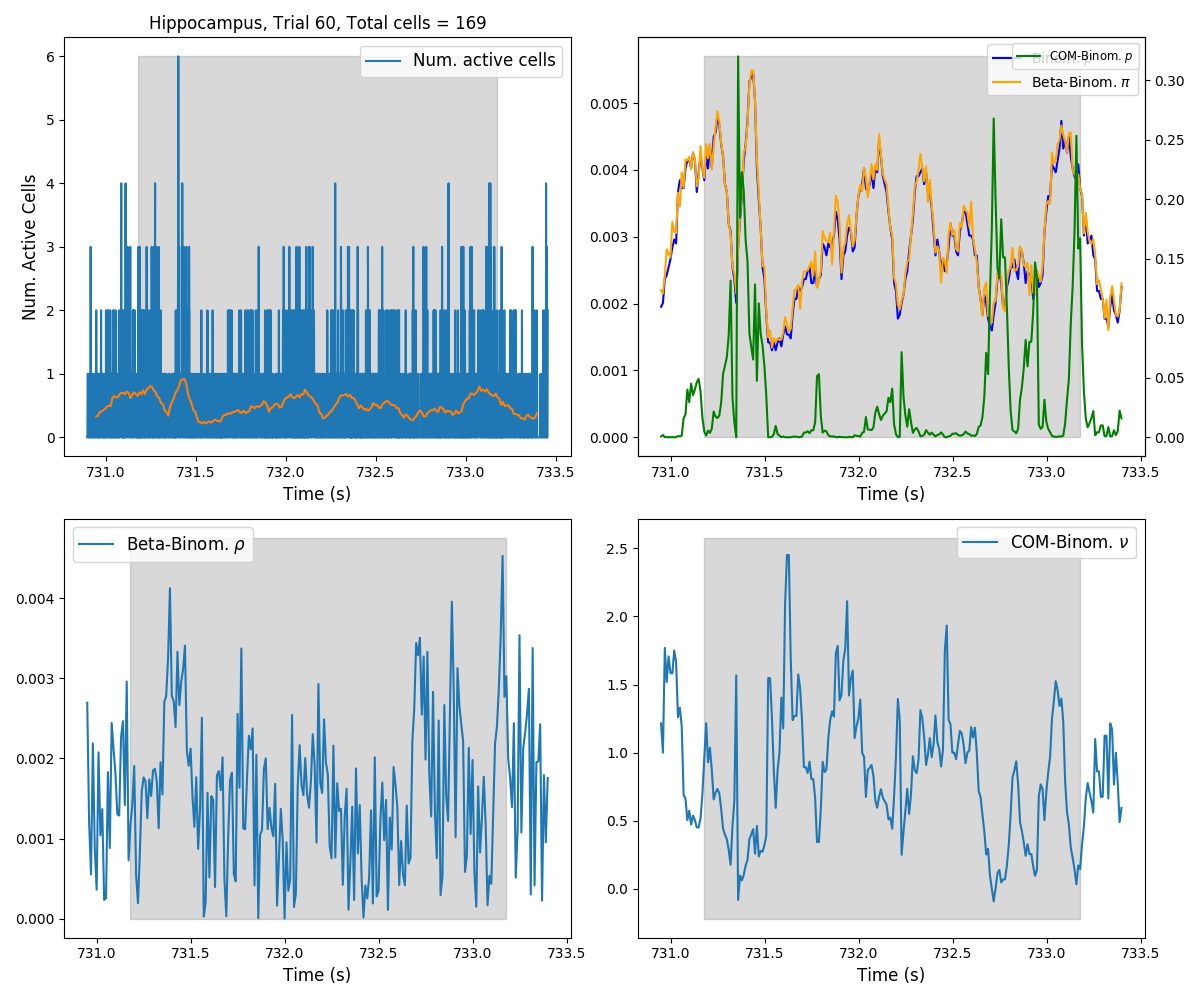 Hippocampus, Trial 60, Total cells = 169
Num. active cells
Num. Active Cells
6
5
4
3
2
1
0
731.0 731.5 732.0 732.5 733.0 733.5
Time (s)
COM-Binom. p
Beta-Binom. π
0.005
0.004
0.003
0.002
0.001
0.000
0.30
0.25
0.20
0.15
0.10
0.05
0.00
731.0 731.5 732.0 732.5 733.0 733.5
Time (s)
Beta-Binom. ρ
0.004
0.003
0.002
0.001
0.000
731.0 731.5 732.0 732.5 733.0 733.5
Time (s)
COM-Binom. ν
2.5
2.0
1.5
1.0
0.5
0.0
731.0 731.5 732.0 732.5 733.0 733.5
Time (s)